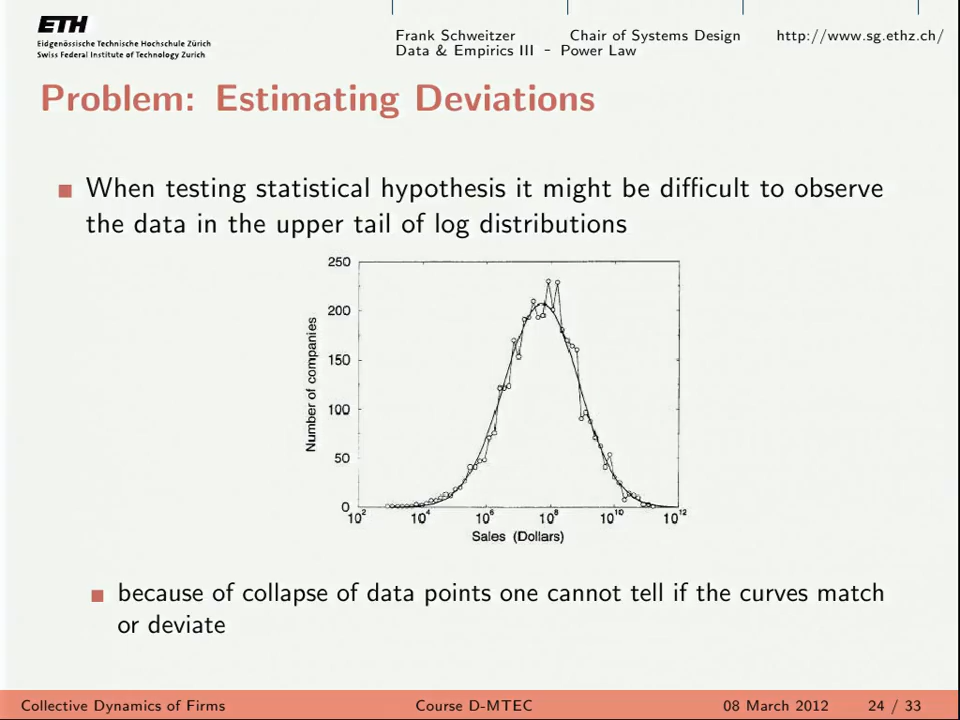 ETH
Eidgenössische Technische Hochschule Zürich
Swiss Federal Institute of Technology Zurich
Frank Schweitzer Chair of Systems Design http://www.sg.ethz.ch/
Data & Empirics III - Power Law
Problem: Estimating Deviations
When testing statistical hypothesis it might be difficult to observe
the data in the upper tail of log distributions
250
200
150
100
50
0
Number of companies
10² 10⁴ 10⁶ 10⁸ 10¹⁰ 10¹²
Sales (Dollars)
because of collapse of data points one cannot tell if the curves match
or deviate
Collective Dynamics of Firms Course D-MTEC 08 March 2012 24 / 33